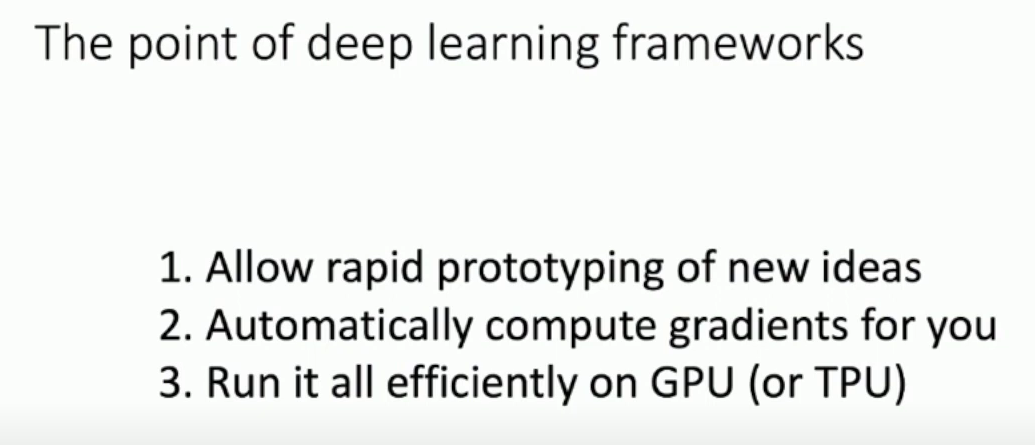 The point of deep learning frameworks
1. Allow rapid prototyping of new ideas
2. Automatically compute gradients for you
3. Run it all efficiently on GPU (or TPU)